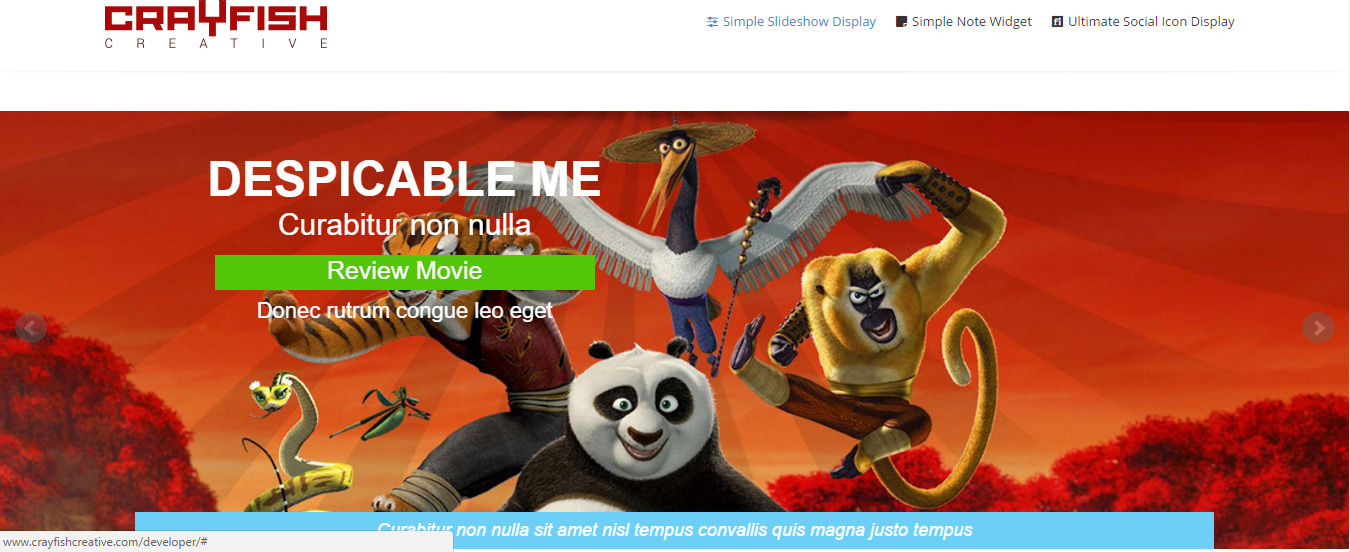 CRAYFISH
CREATIVE
Simple Slideshow Display Simple Note Widget Ultimate Social Icon Display
DESPICABLE ME
Curabitur non nulla
Review Movie
Donec rutrum congue leo eget
Curabitur non nulla sit amet nisl tempus convallis quis magna justo tempus
www.crayfishcreative.com/developer/#